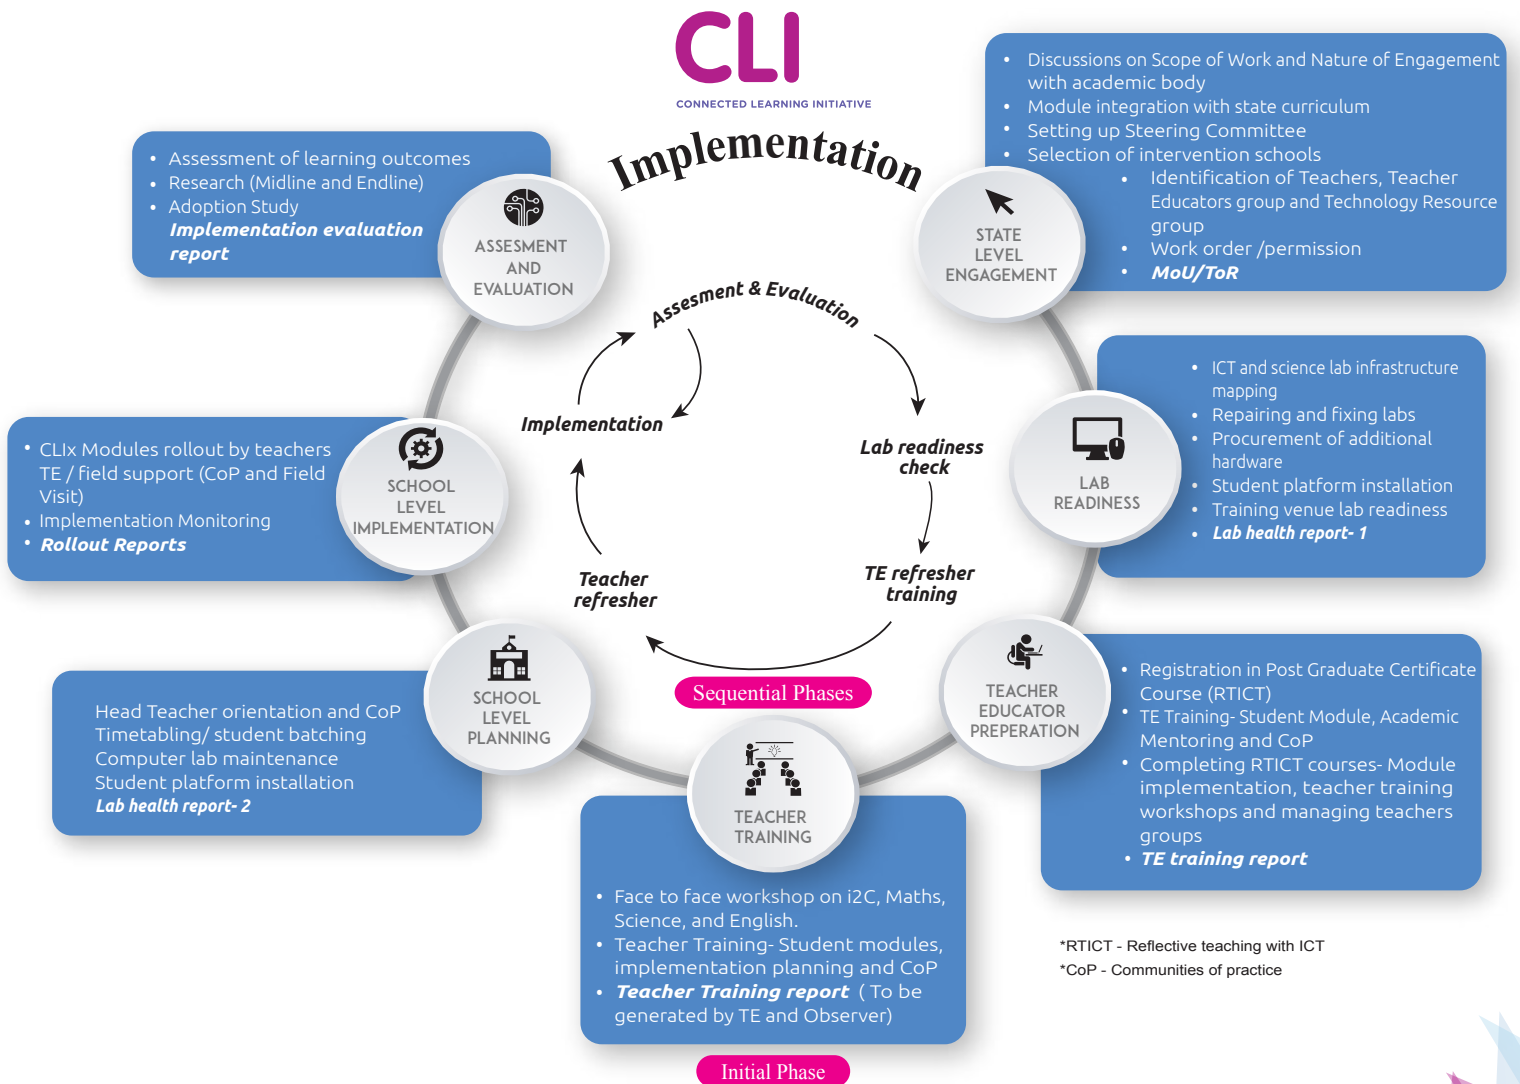 CLI
CONNECTED LEARNING INITIATIVE
Implementation
• Discussions on Scope of Work and Nature of Engagement
with academic body
• Module integration with state curriculum
• Setting up Steering Committee
• Selection of intervention schools
• Identification of Teachers, Teacher
Educators group and Technology Resource
group
• Work order /permission
• MoU/ToR
STATE
LEVEL
ENGAGEMENT
• ICT and science lab infrastructure
mapping
• Repairing and fixing labs
• Procurement of additional
hardware
• Student platform installation
• Training venue lab readiness
• Lab health report- 1
LAB
READINESS
• Registration in Post Graduate Certificate
Course (RTICT)
• TE Training- Student Module, Academic
Mentoring and CoP
• Completing RTICT courses- Module
implementation, teacher training
workshops and managing teachers
groups
• TE training report
TEACHER
EDUCATOR
PREPARATION
TEACHER
TRAINING
• Face to face workshop on i2C, Maths,
Science, and English.
• Teacher Training- Student modules,
implementation planning and CoP
• Teacher Training report ( To be
generated by TE and Observer)
Initial Phase
SCHOOL
LEVEL
PLANNING
Head Teacher orientation and CoP
Timetabling/ student batching
Computer lab maintenance
Student platform installation
Lab health report- 2
SCHOOL
LEVEL
IMPLEMENTATION
• CLIx Modules rollout by teachers
TE / field support (CoP and Field
Visit)
• Implementation Monitoring
• Rollout Reports
ASSESMENT
AND
EVALUATION
• Assessment of learning outcomes
• Research (Midline and Endline)
• Adoption Study
Implementation evaluation
report
Assesment & Evaluation
Lab readiness
check
TE refresher
training
Teacher
refresher
Implementation
Sequential Phases
*RTICT - Reflective teaching with ICT
*CoP - Communities of practice